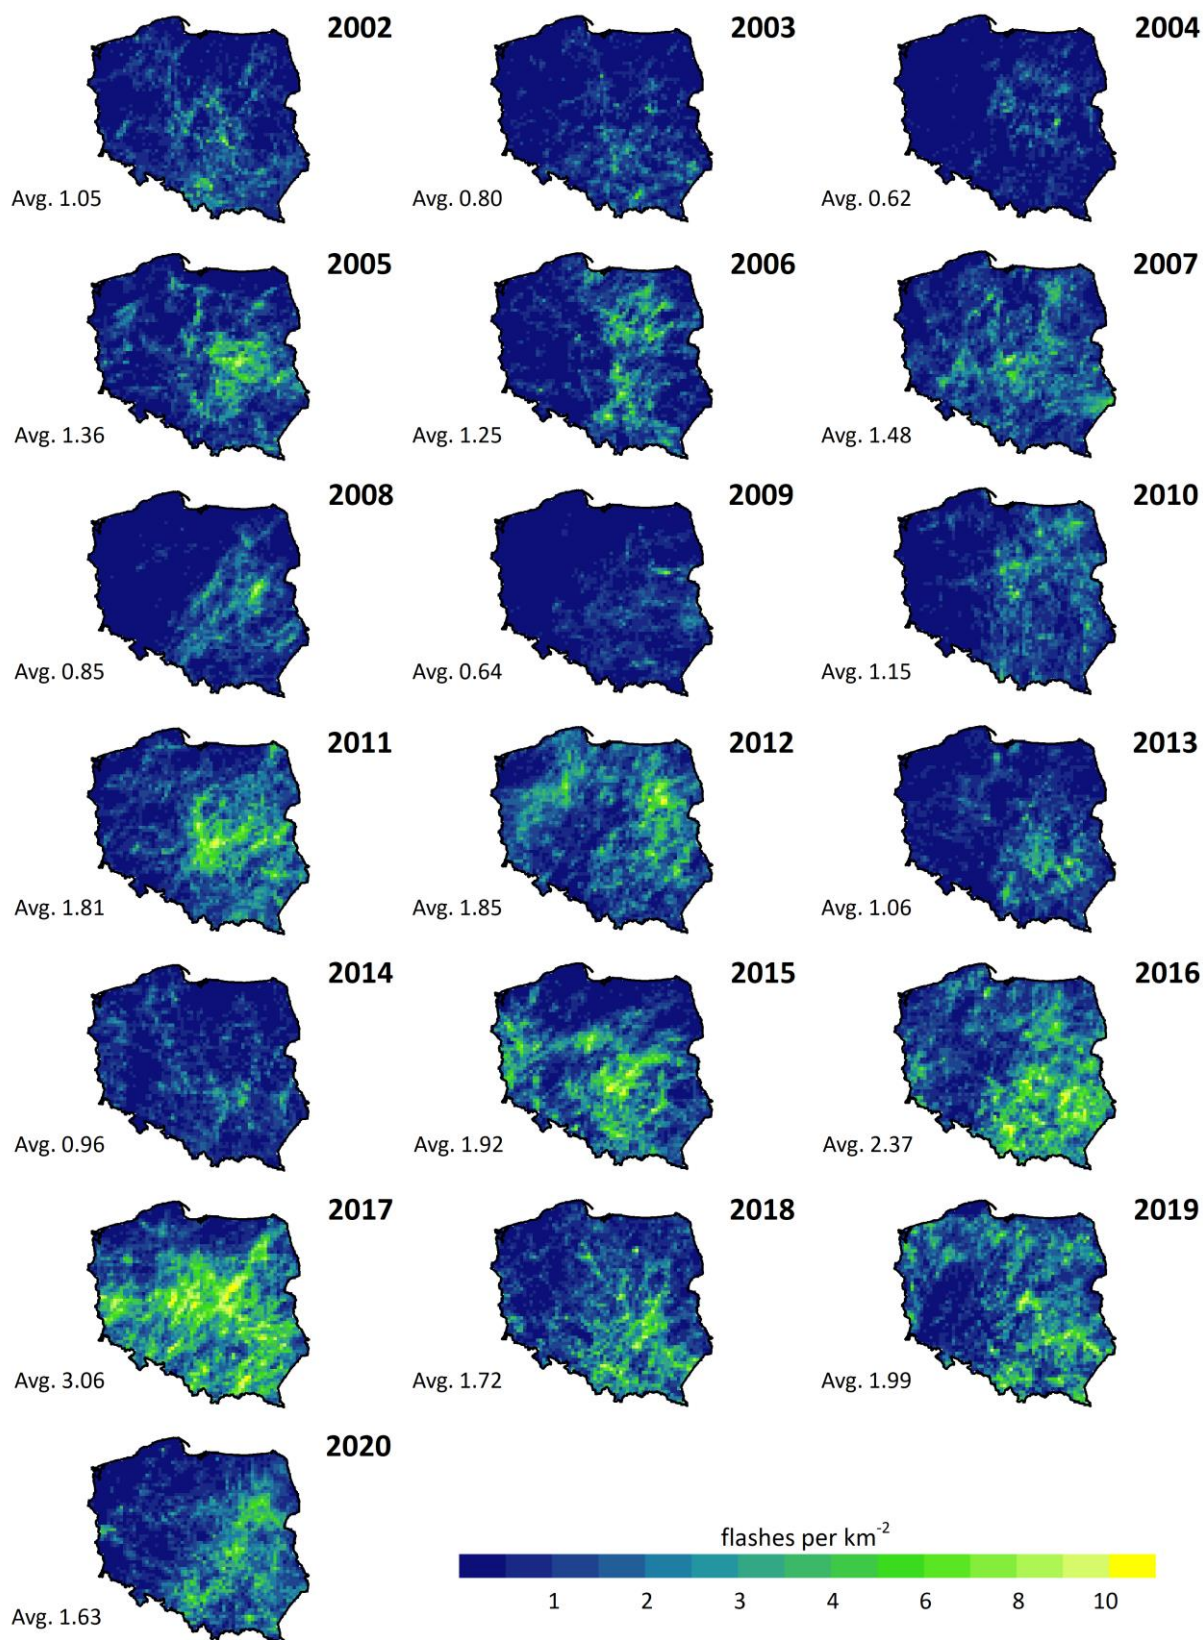 2002
2003
2004
Avg. 1.05
Avg. 0.80
Avg. 0.62
2005
2006
2007
Avg. 1.36
Avg. 1.25
Avg. 1.48
2008
2009
2010
Avg. 0.85
Avg. 0.64
Avg. 1.15
2011
2012
2013
Avg. 1.81
Avg. 1.85
Avg. 1.06
2014
2015
2016
Avg. 0.96
Avg. 1.92
Avg. 2.37
2017
2018
2019
Avg. 3.06
Avg. 1.72
Avg. 1.99
2020
Avg. 1.63
flashes per km⁻²
1 2 3 4 6 8 10